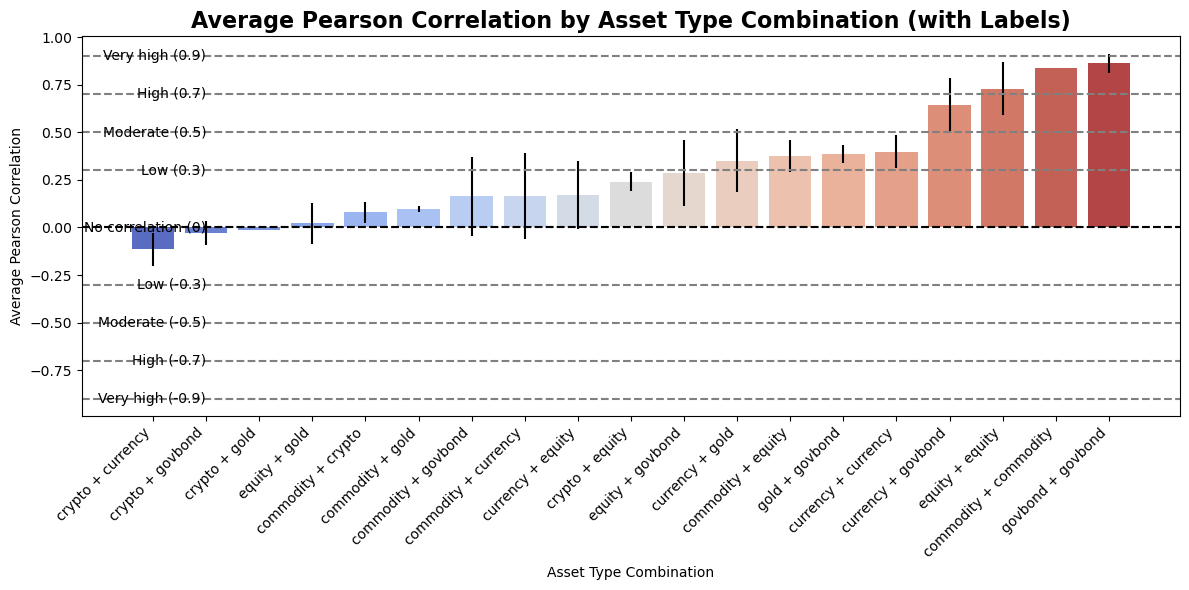 Average Pearson Correlation by Asset Type Combination (with Labels)
Average Pearson Correlation
1.00
0.75
0.50
0.25
0.00
−0.25
−0.50
−0.75
Very high (0.9)
High (0.7)
Moderate (0.5)
Low (0.3)
No correlation (0)
Low (-0.3)
Moderate (-0.5)
High (-0.7)
Very high (-0.9)
crypto + currency
crypto + govbond
crypto + gold
equity + gold
commodity + crypto
commodity + gold
commodity + govbond
commodity + currency
currency + equity
crypto + equity
equity + govbond
currency + gold
commodity + equity
gold + govbond
currency + currency
currency + govbond
equity + equity
commodity + commodity
govbond + govbond
Asset Type Combination